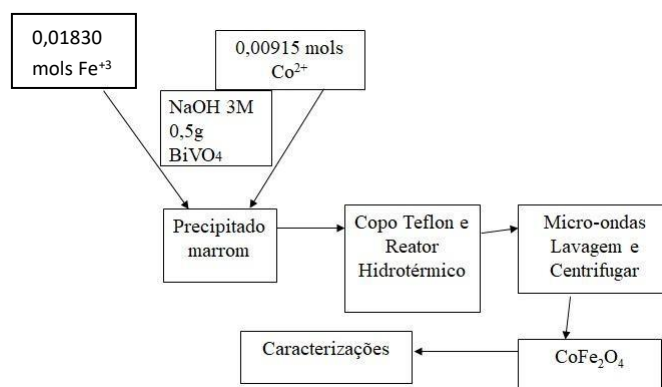 0,01830
mols Fe⁺³
0,00915 mols
Co²⁺
NaOH 3M
0,5g
BiVO₄
Precipitado
marrom
Copo Teflon e
Reator
Hidrotérmico
Micro-ondas
Lavagem e
Centrifugar
Caracterizações
CoFe₂O₄